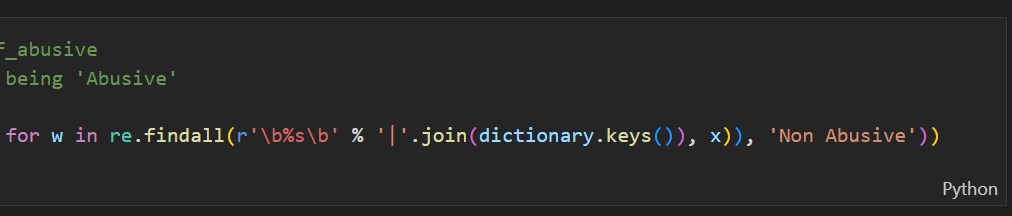 f_abusive
being 'Abusive'
for w in re.findall(r'\b%s\b' % '|'.join(dictionary.keys()), x)), 'Non Abusive'))
Python